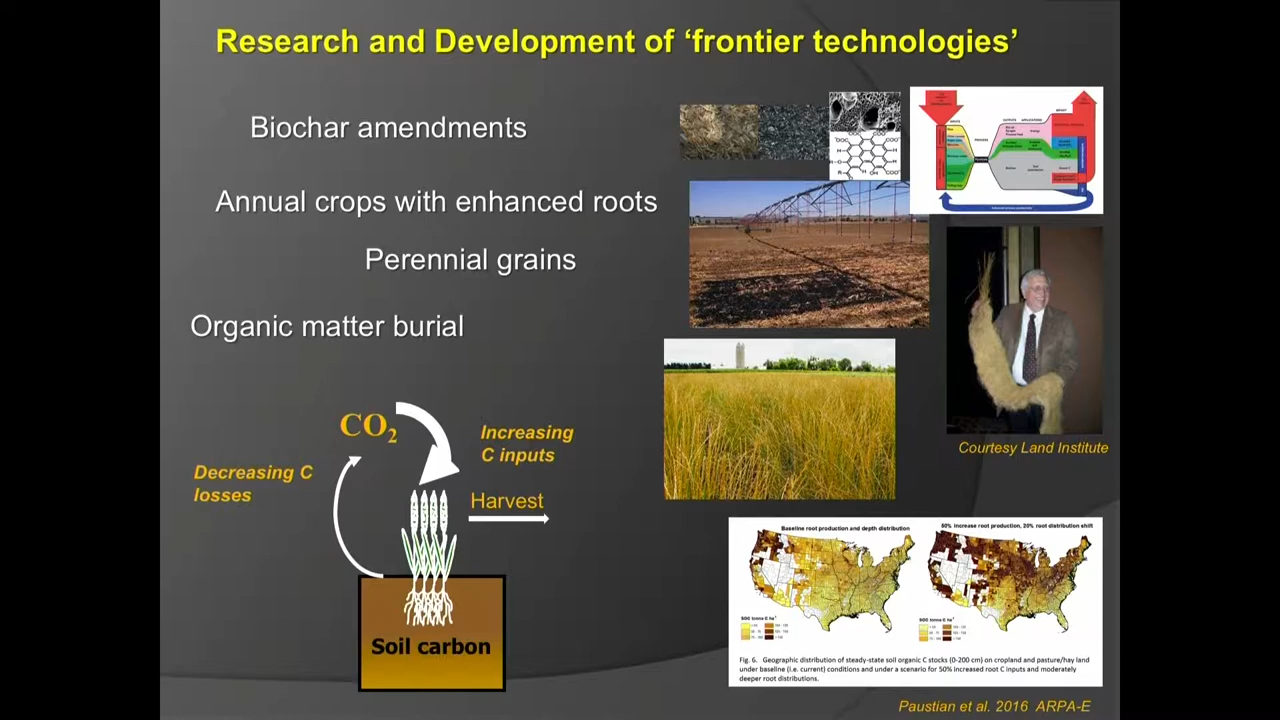 Research and Development of ‘frontier technologies’
Biochar amendments
Annual crops with enhanced roots
Perennial grains
Organic matter burial
CO2
Increasing
C inputs
Decreasing C
losses
Harvest
Soil carbon
Courtesy Land Institute
Baseline root production and depth distribution
50% increase root production, 20% root distribution shift
Fig. 6. Geographic distribution of steady-state soil organic C stocks (0-200 cm) on cropland and pasture/hay land
under baseline (i.e. current) conditions and under a scenario for 50% increased root C inputs and moderately
deeper root distributions.
Paustian et al. 2016 ARPA-E